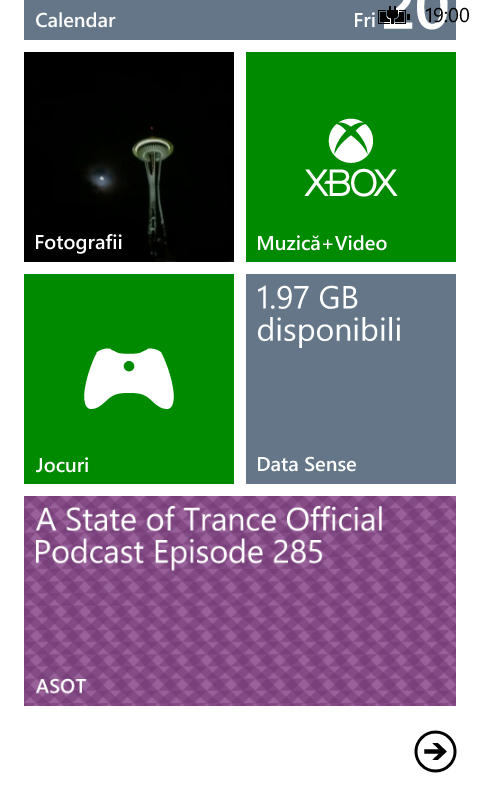 19:00
Calendar
Fri 20
Fotografii
XBOX
Muzică+Video
Jocuri
1.97 GB
disponibili
Data Sense
A State of Trance Official
Podcast Episode 285
ASOT